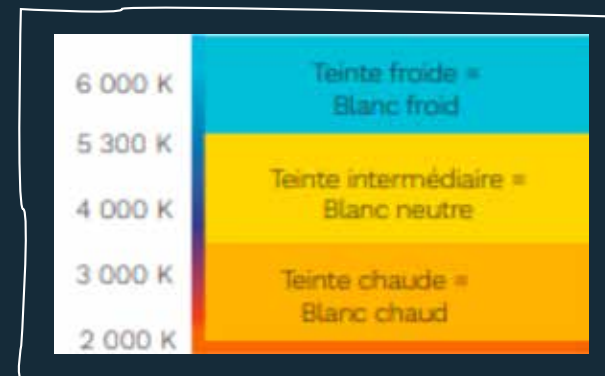 6 000 K
Teinte froide =
Blanc froid
5 300 K
Teinte intermédiaire =
Blanc neutre
4 000 K
3 000 K
Teinte chaude =
Blanc chaud
2 000 K